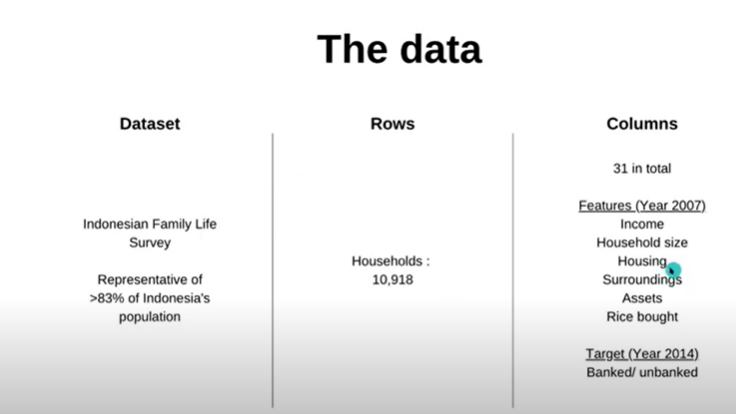 The data
Dataset
Indonesian Family Life
Survey
Representative of
>83% of Indonesia's
population
Rows
Households :
10,918
Columns
31 in total
Features (Year 2007)
Income
Household size
Housing
Surroundings
Assets
Rice bought
Target (Year 2014)
Banked/ unbanked